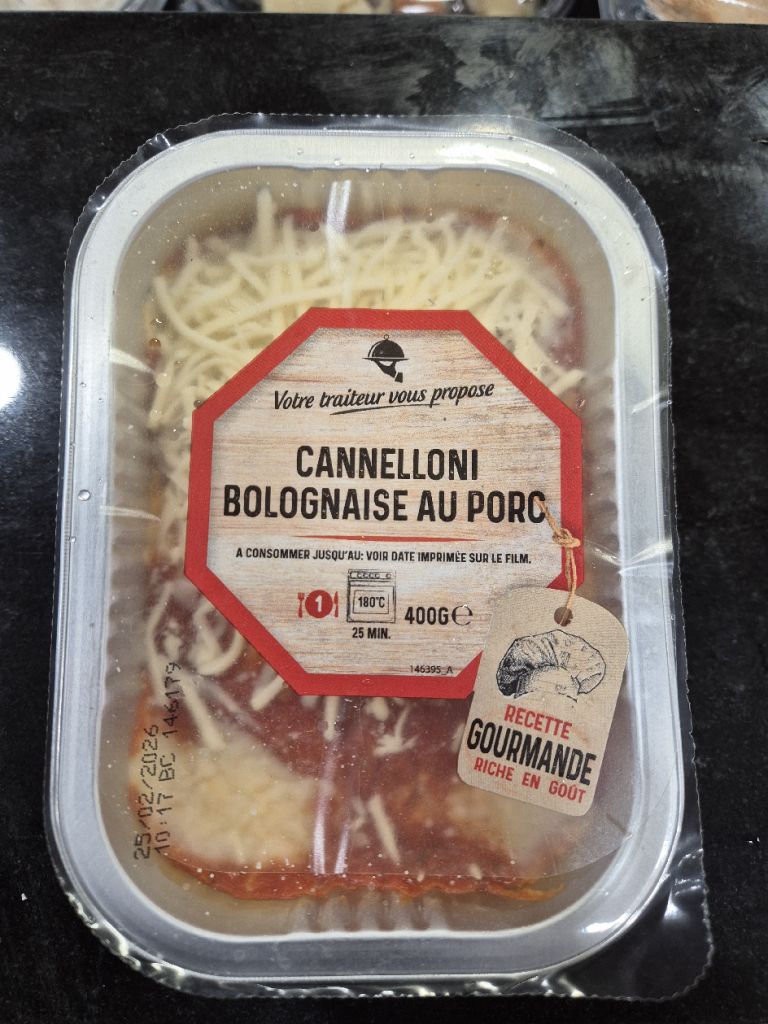 Votre traiteur vous propose
CANNELLONI
BOLOGNAISE AU PORC
A CONSOMMER JUSQU'AU: VOIR DATE IMPRIMÉE SUR LE FILM.
1
180°C
25 MIN.
400G℮
146395_A
RECETTE
GOURMANDE
RICHE EN GOÛT
25/02/2026
10:17 BC 146179